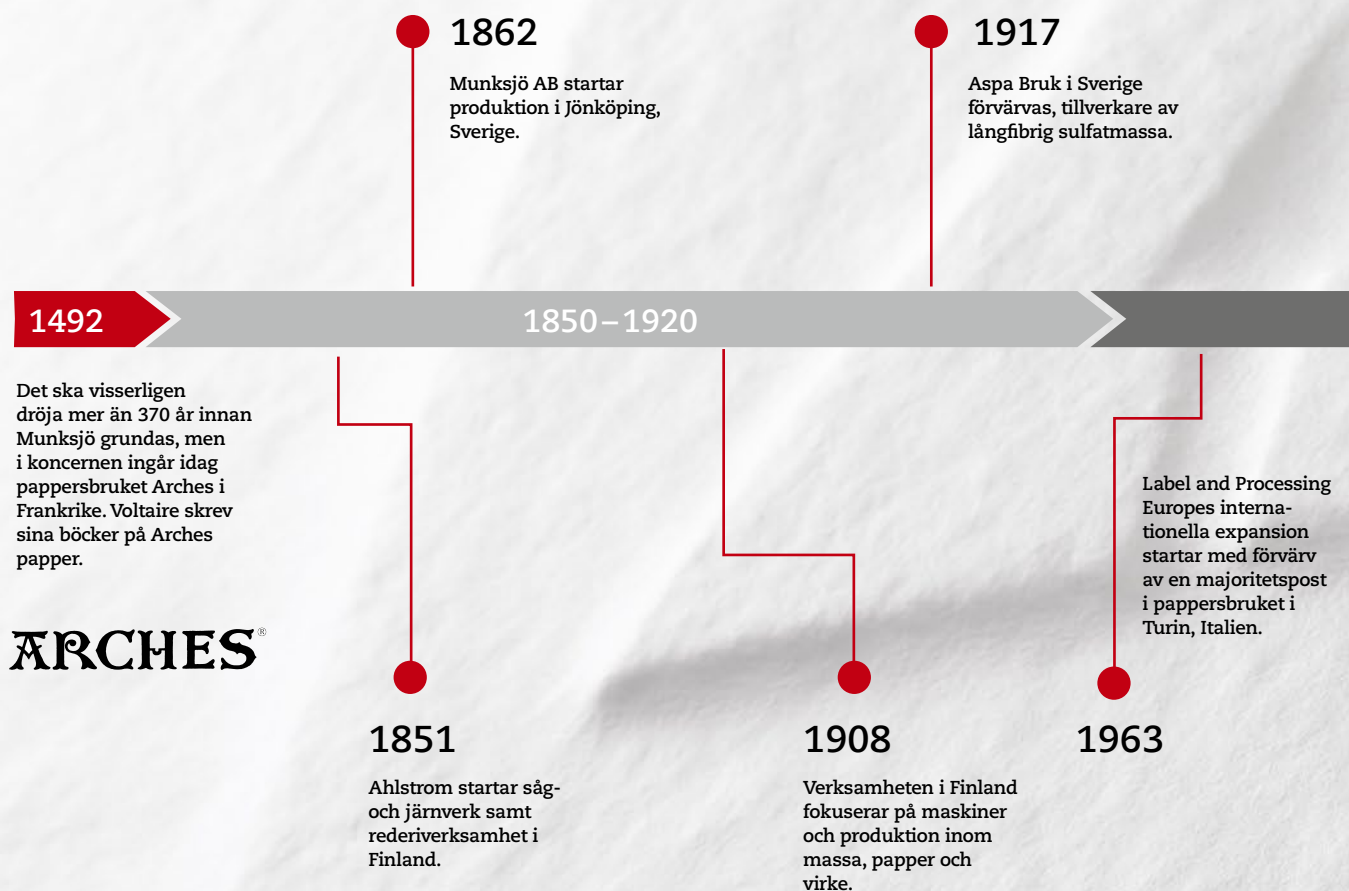 1862
Munksjö AB startar
produktion i Jönköping,
Sverige.
1917
Aspa Bruk i Sverige
förvärvas, tillverkare av
långfibrig sulfatmassa.
1492
1850–1920
Det ska visserligen
dröja mer än 370 år innan
Munksjö grundas, men
i koncernen ingår idag
pappersbruket Arches i
Frankrike. Voltaire skrev
sina böcker på Arches
papper.
ARCHES®
1851
Ahlstrom startar såg-
och järnverk samt
rederiverksamhet i
Finland.
1908
Verksamheten i Finland
fokuserar på maskiner
och produktion inom
massa, papper och
virke.
Label and Processing
Europes interna-
tionella expansion
startar med förvärv
av en majoritetspost
i pappersbruket i
Turin, Italien.
1963